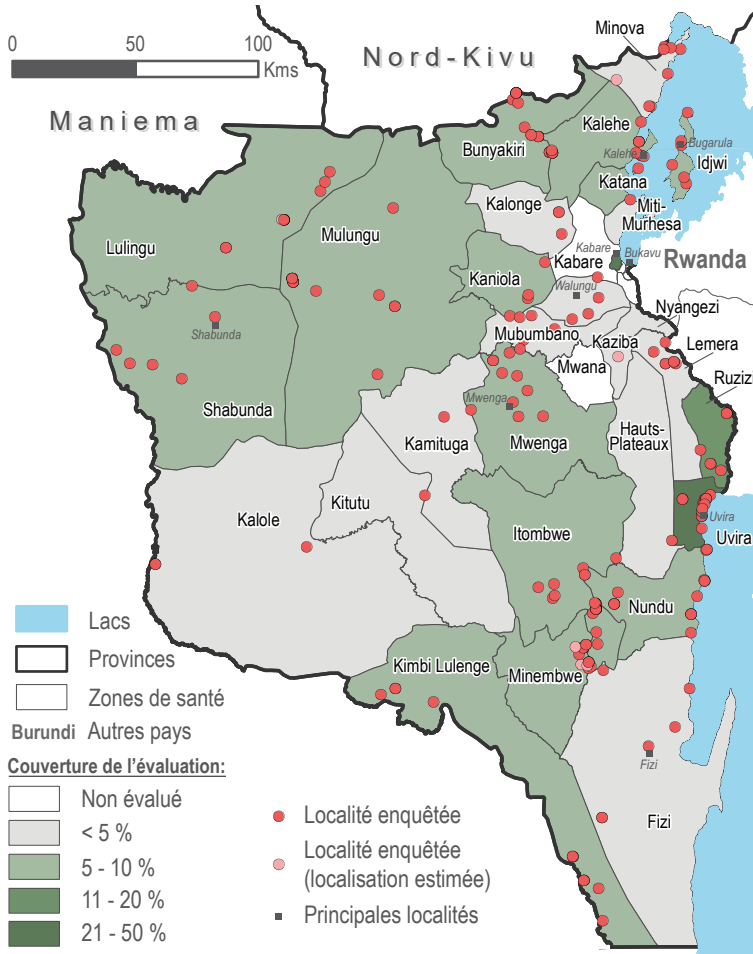 0 50 100
Kms
Nord-Kivu
Maniema
Minova
Kalehe
Bunyakiri
Kalehe
Bugarula
Idjwi
Katana
Kalonge
Miti-
Murhesa
Lulingu
Mulungu
Kabare
Kabare
Bukavu
Rwanda
Kaniola
Walungu
Nyangezi
Shabunda
Mubumbano
Kaziba
Lemera
Mwana
Ruzizi
Shabunda
Mwenga
Kamituga
Mwenga
Hauts-
Plateaux
Kalole
Kitutu
Uvira
Itombwe
Uvira
Nundu
Kimbi Lulenge
Minembwe
Fizi
Fizi
Lacs
Provinces
Zones de santé
Burundi Autres pays
Couverture de l'évaluation:
Non évalué
< 5 %
5 - 10 %
11 - 20 %
21 - 50 %
Localité enquêtée
Localité enquêtée
(localisation estimée)
Principales localités